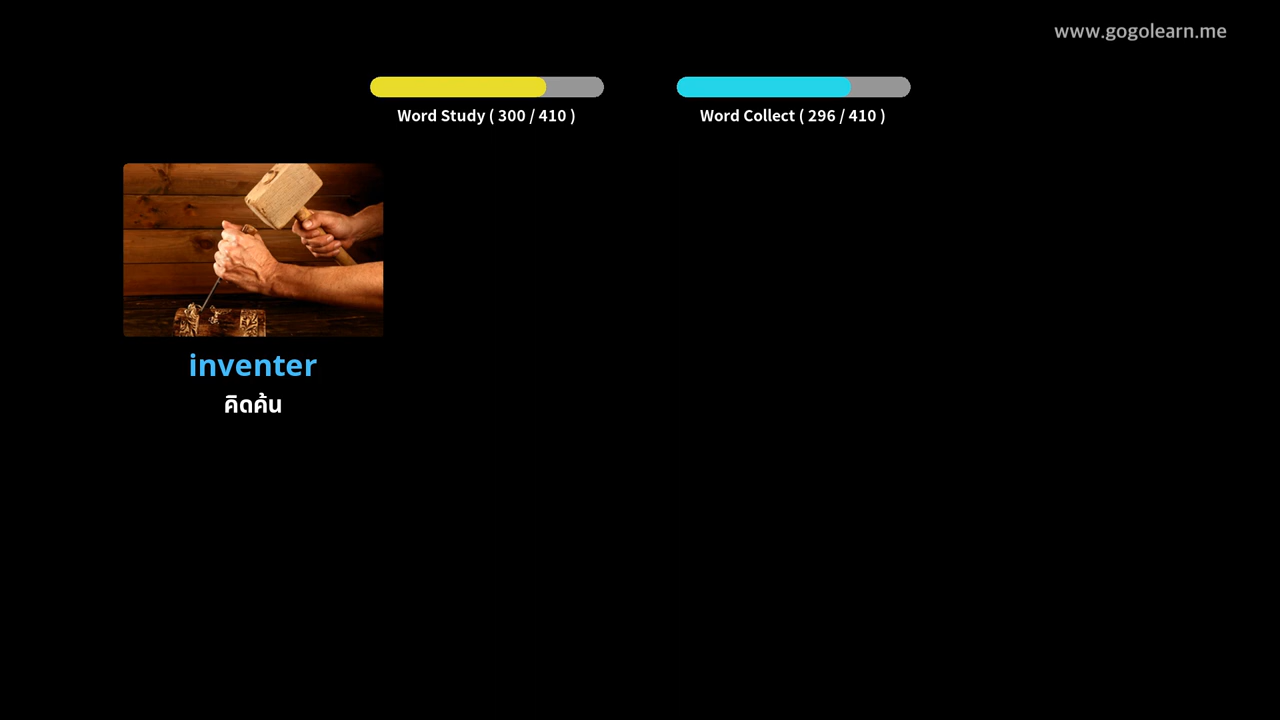 www.gogolearn.me
Word Study ( 300 / 410 )
Word Collect ( 296 / 410 )
inventer
คิดค้น